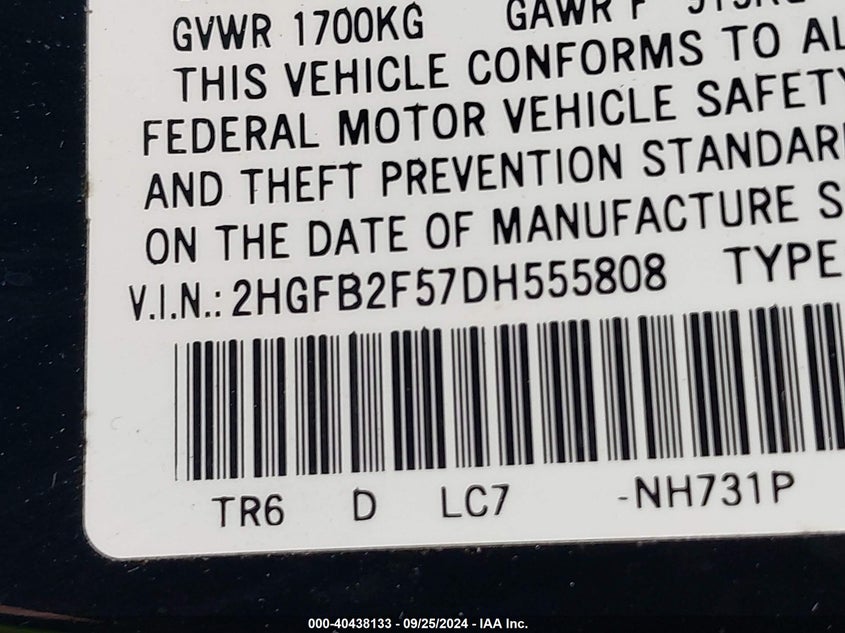 GVWR 1700KG GAWR F
THIS VEHICLE CONFORMS TO AL
FEDERAL MOTOR VEHICLE SAFETY
AND THEFT PREVENTION STANDAR
ON THE DATE OF MANUFACTURE S
V.I.N.: 2HGFB2F57DH555808 TYPE
TR6 D LC7 -NH731P
000-40438133 - 09/25/2024 - IAA Inc.